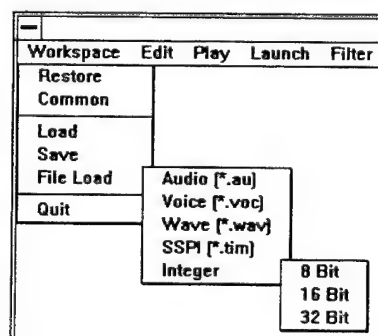 Workspace Edit Play Launch Filter
Restore
Common
Load
Save
File Load
Quit
Audio (*.au)
Voice (*.voc)
Wave (*.wav)
SSPI (*.tim)
Integer
8 Bit
16 Bit
32 Bit